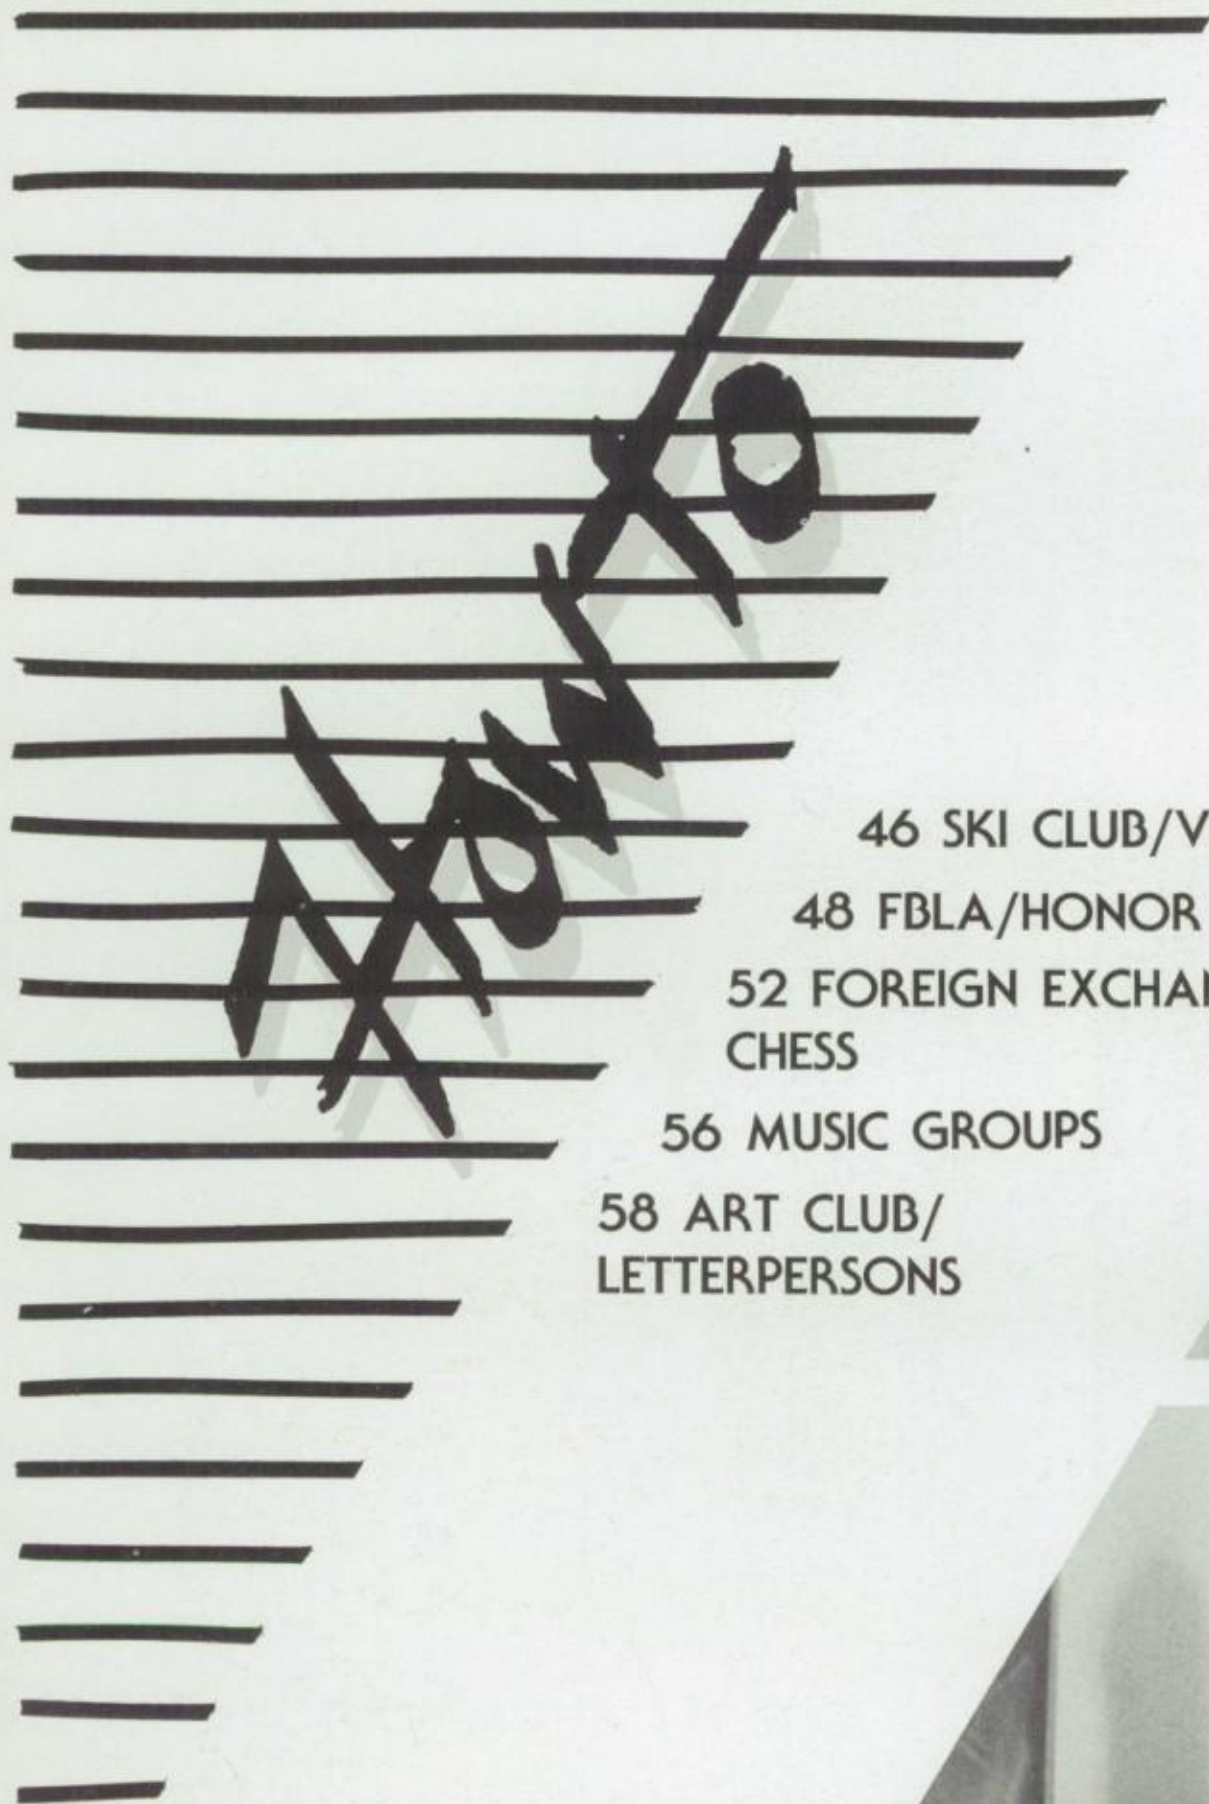 46 SKI CLUB/V
48 FBLA/HONOR
52 FOREIGN EXCHAN
CHESS
56 MUSIC GROUPS
58 ART CLUB/
LETTERPERSONS